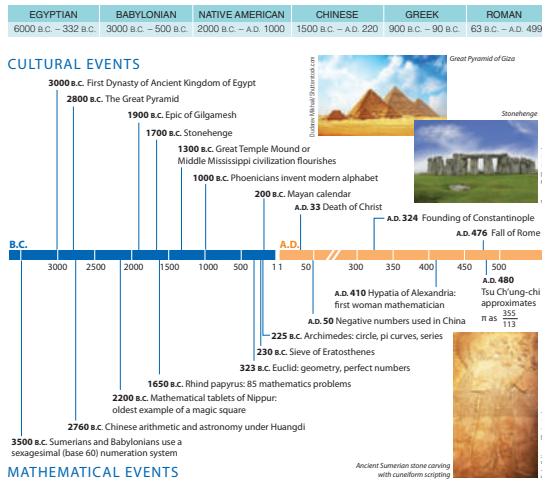 EGYPTIAN BABYLONIAN NATIVE AMERICAN CHINESE GREEK ROMAN
6000 B.C. – 332 B.C. 3000 B.C. – 500 B.C. 2000 B.C. – A.D. 1000 1500 B.C. – A.D. 220 900 B.C. – 90 B.C. 63 B.C. – A.D. 499
CULTURAL EVENTS
Great Pyramid of Giza
3000 B.C. First Dynasty of Ancient Kingdom of Egypt
2800 B.C. The Great Pyramid
1900 B.C. Epic of Gilgamesh
Stonehenge
1700 B.C. Stonehenge
1300 B.C. Great Temple Mound or
Middle Mississippi civilization flourishes
1000 B.C. Phoenicians invent modern alphabet
200 B.C. Mayan calendar
A.D. 33 Death of Christ
A.D. 324 Founding of Constantinople
A.D. 476 Fall of Rome
B.C. A.D.
3000 2500 2000 1500 1000 500 1 1 50 300 350 400 450 500
A.D. 480
Tsu Ch'ung-chi
approximates
π as 355
113
A.D. 410 Hypatia of Alexandria:
first woman mathematician
A.D. 50 Negative numbers used in China
225 B.C. Archimedes: circle, pi curves, series
230 B.C. Sieve of Eratosthenes
323 B.C. Euclid: geometry, perfect numbers
1650 B.C. Rhind papyrus: 85 mathematics problems
2200 B.C. Mathematical tablets of Nippur:
oldest example of a magic square
2760 B.C. Chinese arithmetic and astronomy under Huangdi
3500 B.C. Sumerians and Babylonians use a
sexagesimal (base 60) numeration system
Ancient Sumerian stone carving
with cuneiform scripting
MATHEMATICAL EVENTS